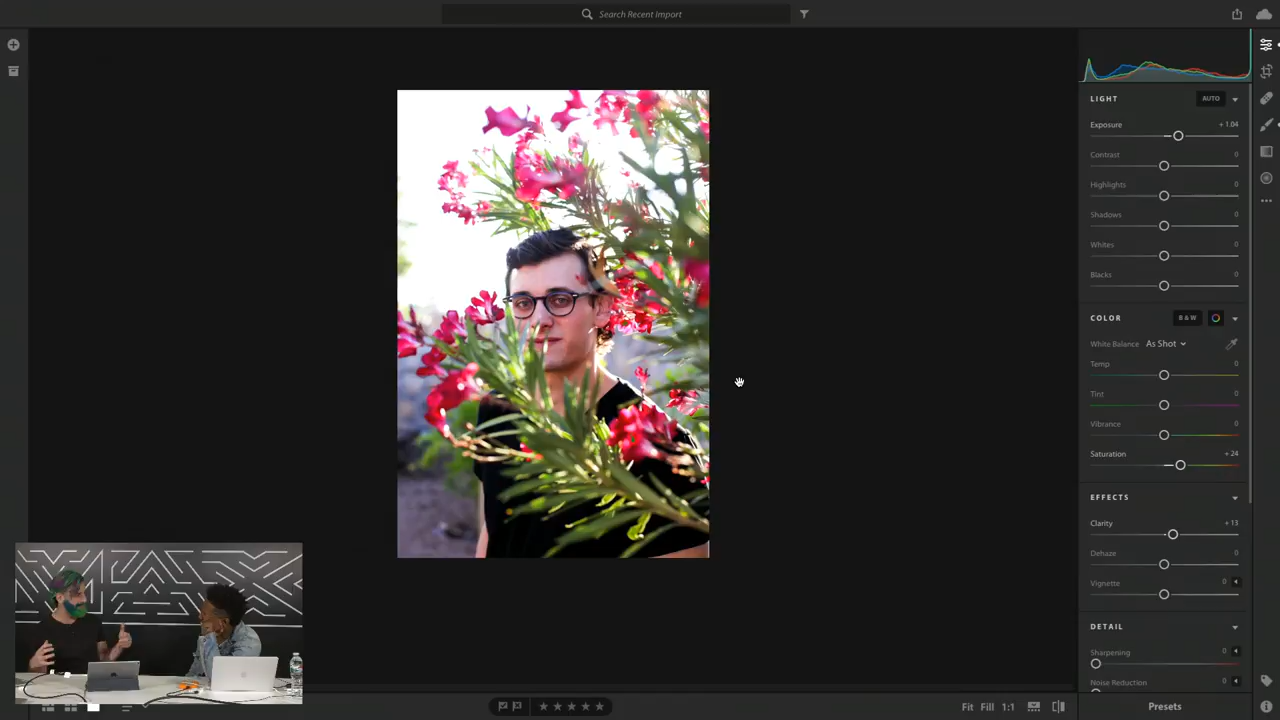 Search Recent Import
LIGHT
AUTO
Exposure
+ 1.04
Contrast
0
Highlights
0
Shadows
0
Whites
0
Blacks
0
COLOR
B & W
White Balance As Shot
Temp
0
Tint
0
Vibrance
0
Saturation
+ 24
EFFECTS
Clarity
+ 13
Dehaze
0
Vignette
0
DETAIL
Sharpening
0
Noise Reduction
0
Fit Fill 1:1
Presets